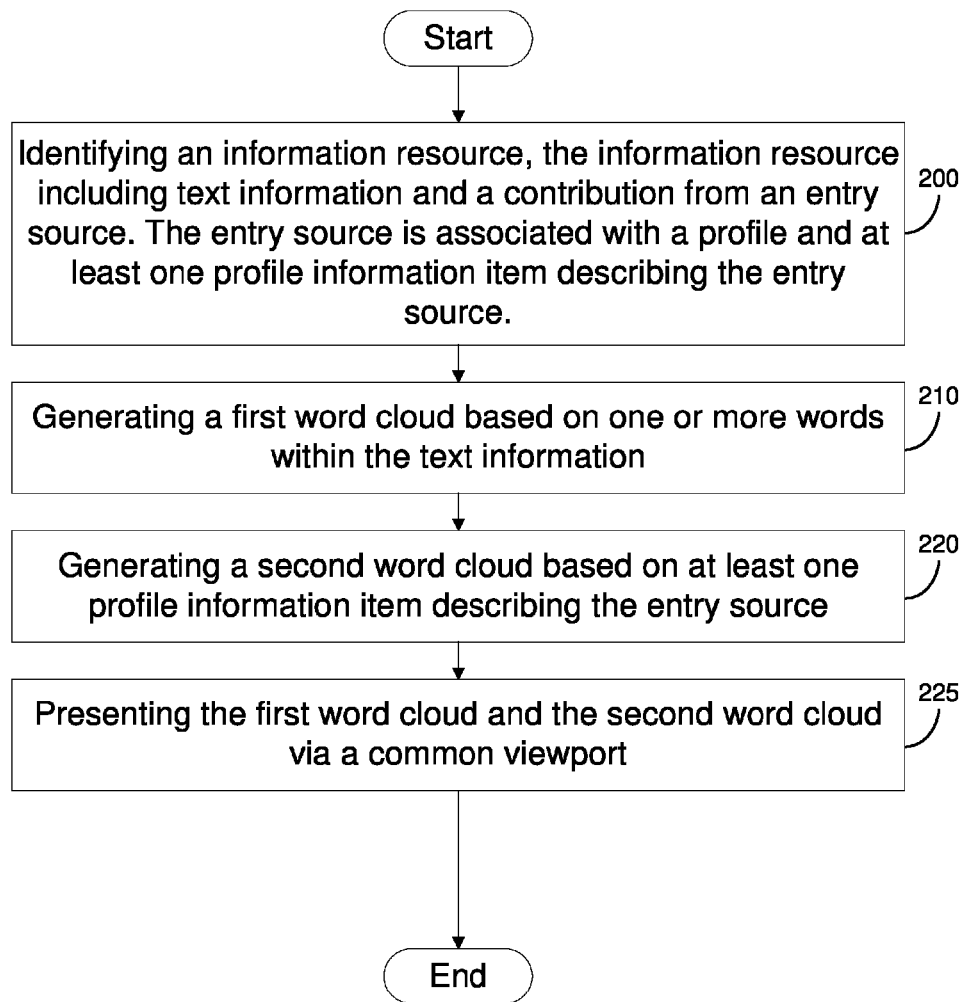 Start
Identifying an information resource, the information resource
including text information and a contribution from an entry
source. The entry source is associated with a profile and at
least one profile information item describing the entry
source.
200
Generating a first word cloud based on one or more words
within the text information
210
Generating a second word cloud based on at least one
profile information item describing the entry source
220
Presenting the first word cloud and the second word cloud
via a common viewport
225
End